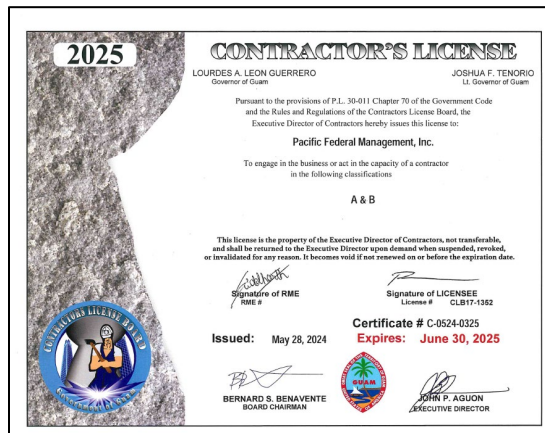 2025
CONTRACTOR'S LICENSE
LOURDES A. LEON GUERRERO
Governor of Guam
JOSHUA F. TENORIO
Lt. Governor of Guam
Pursuant to the provisions of P.L. 30-011 Chapter 70 of the Government Code
and the Rules and Regulations of the Contractors License Board, the
Executive Director of Contractors hereby issues this license to:
Pacific Federal Management, Inc.
To engage in the business or act in the capacity of a contractor
in the following classifications
A & B
This license is the property of the Executive Director of Contractors, not transferable,
and shall be returned to the Executive Director upon demand when suspended, revoked,
or invalidated for any reason. It becomes void if not renewed on or before the expiration date.
Signature of RME
RME #
Signature of LICENSEE
License # CLB17-1352
Certificate # C-0524-0325
Issued: May 28, 2024
Expires: June 30, 2025
CONTRACTORS LICENSE BOARD
GUAM
BERNARD S. BENAVENTE
BOARD CHAIRMAN
JOHN P. AGUON
EXECUTIVE DIRECTOR